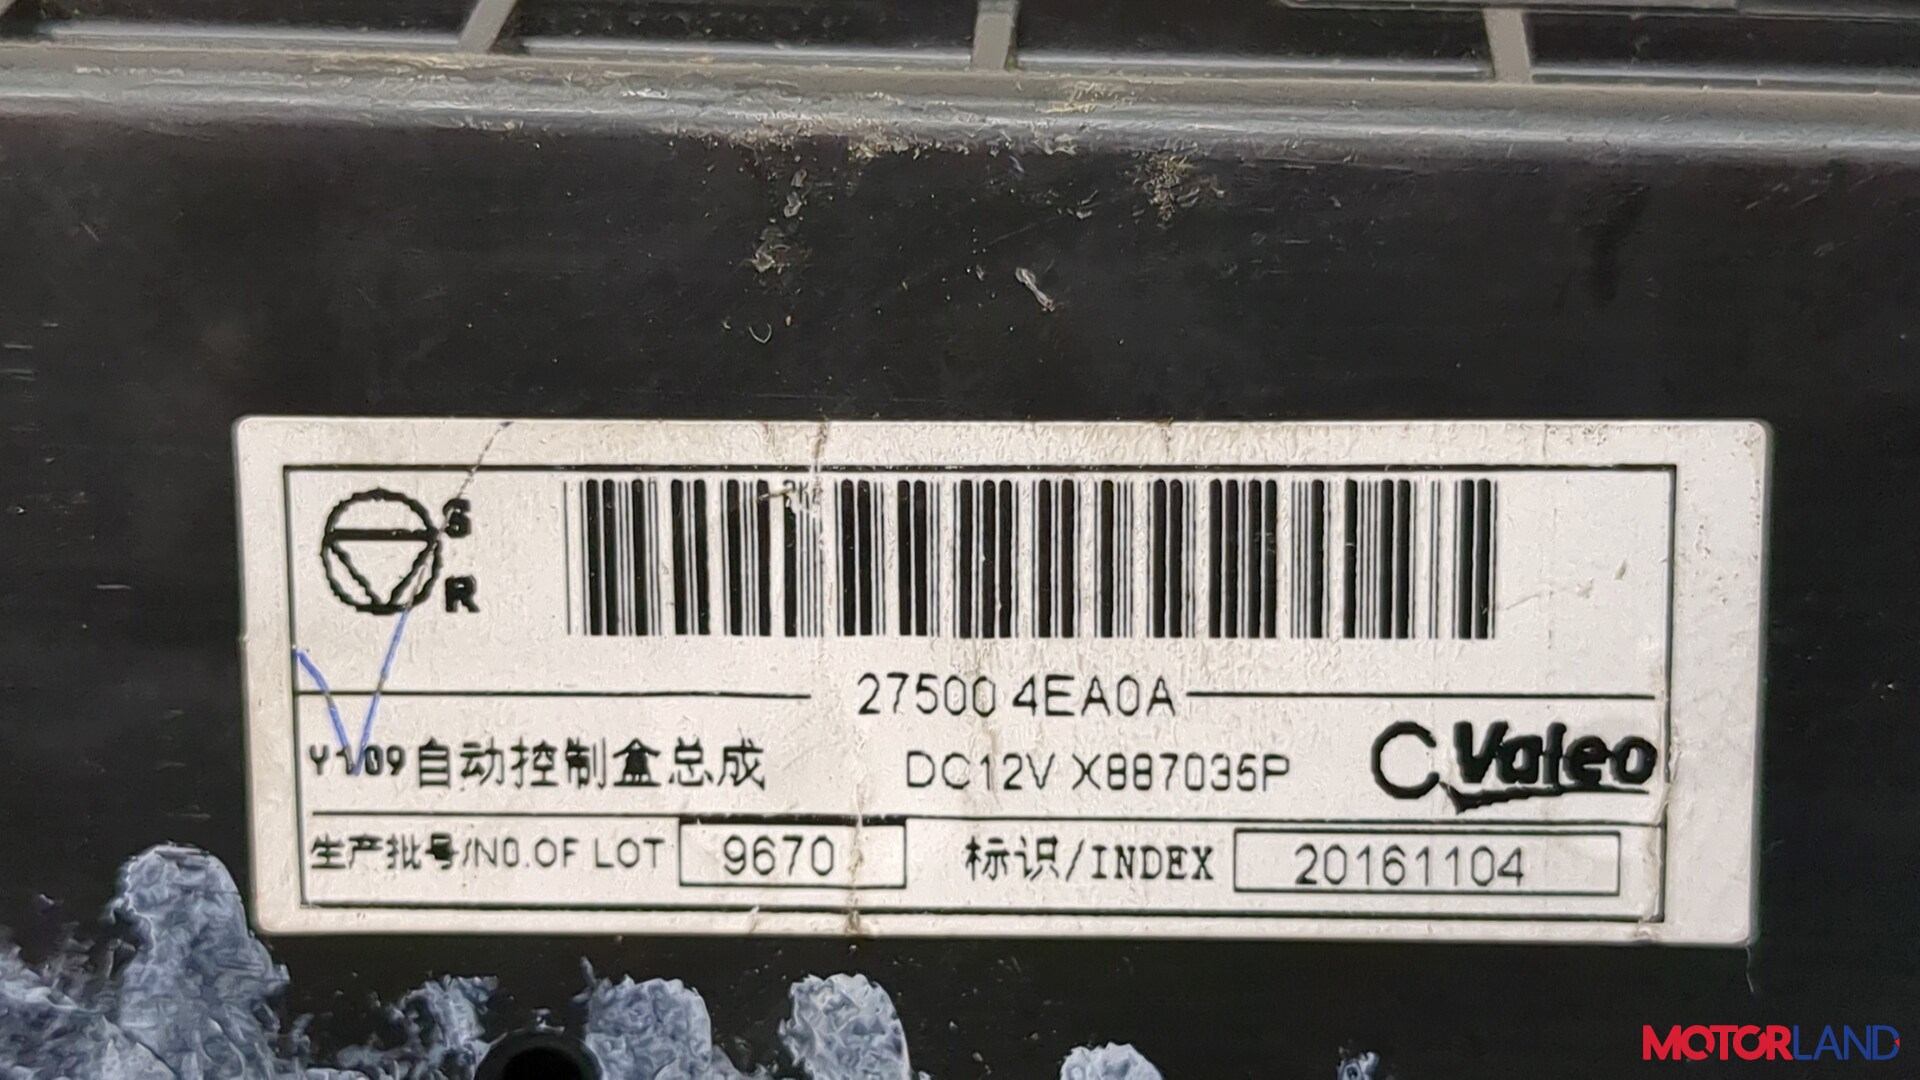 S
R
27500 4EA0A
Y109自动控制盒总成 DC12V X887035P Valeo
生产批号/NO.OF LOT 9670 标识/INDEX 20161104
MOTORLAND